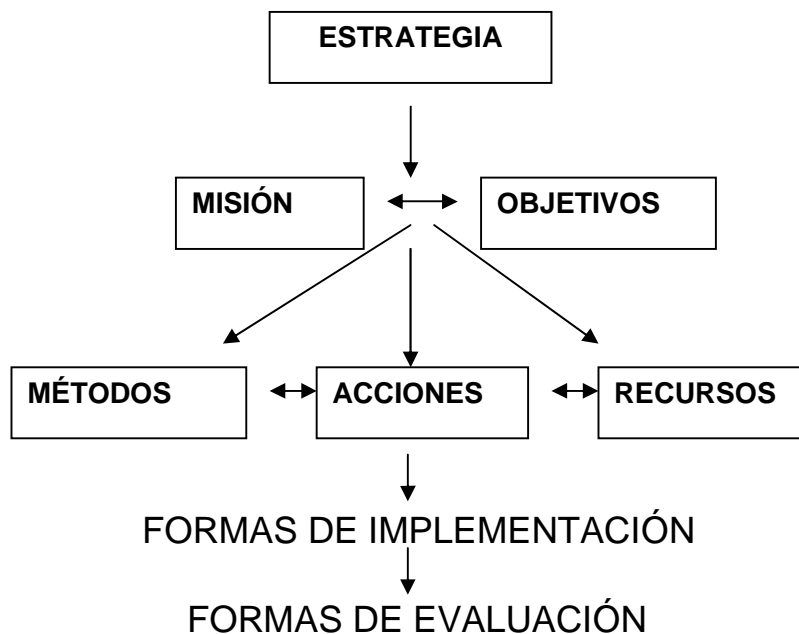 ESTRATEGIA
MISIÓN
OBJETIVOS
MÉTODOS
ACCIONES
RECURSOS
FORMAS DE IMPLEMENTACIÓN
FORMAS DE EVALUACIÓN